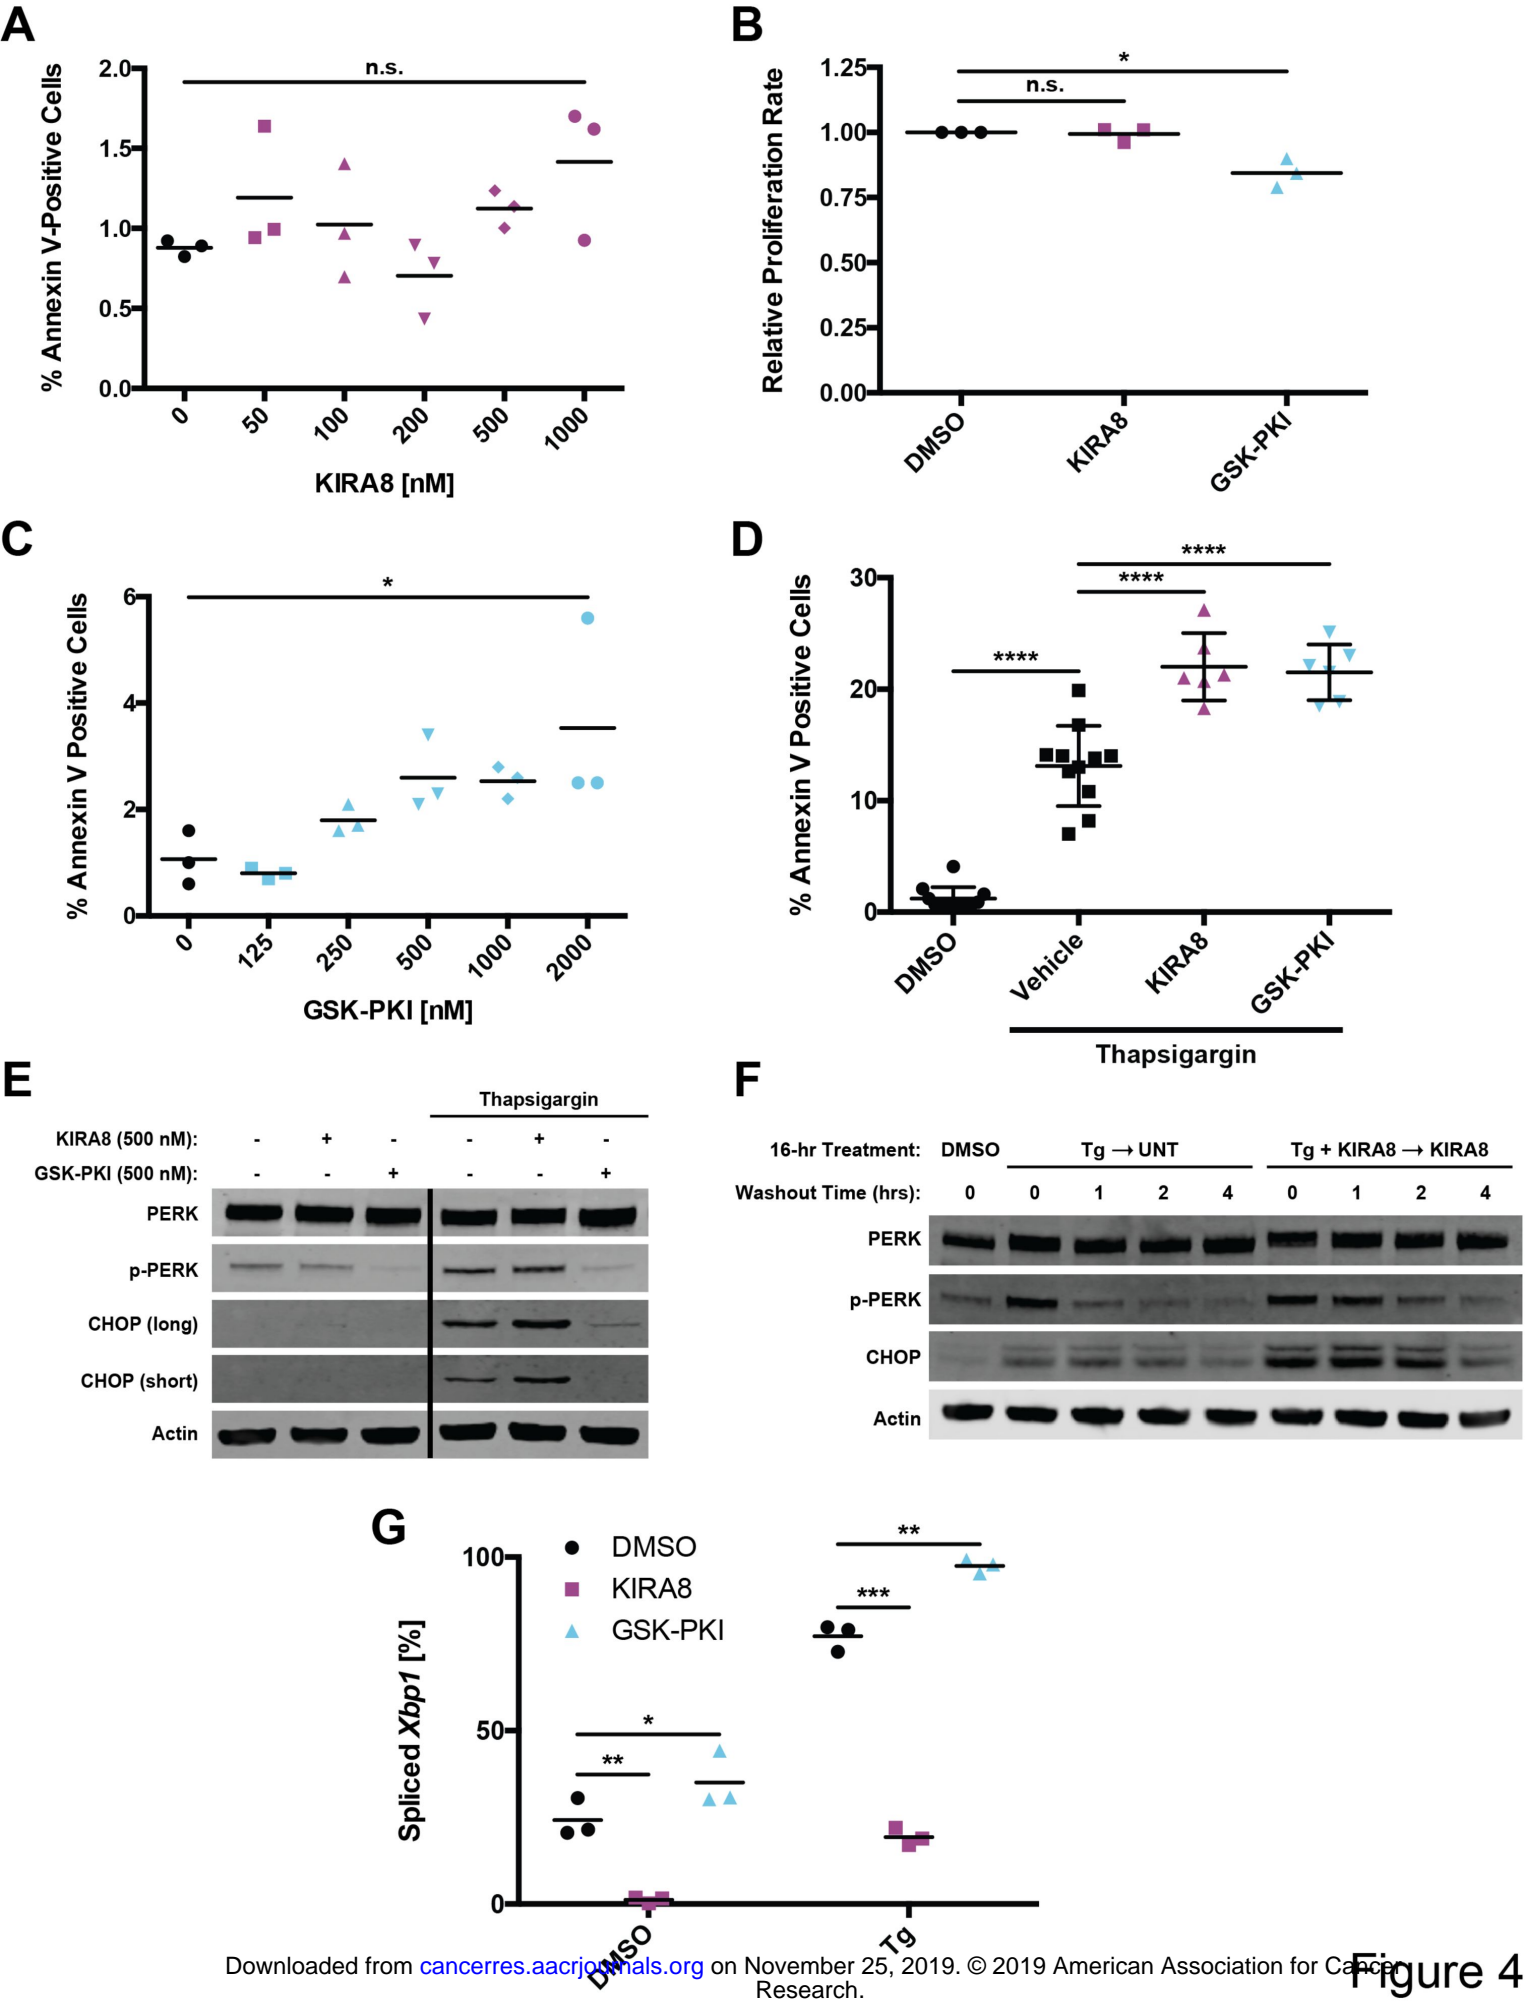 A
% Annexin V-Positive Cells
2.0
1.5
1.0
0.5
0.0
n.s.
0 50 100 200 500 1000
KIRA8 [nM]
B
Relative Proliferation Rate
1.25
1.00
0.75
0.50
0.25
0.00
*
n.s.
DMSO KIRA8 GSK-PKI
C
% Annexin V Positive Cells
6
4
2
0
*
0 125 250 500 1000 2000
GSK-PKI [nM]
D
% Annexin V Positive Cells
30
20
10
0
****
****
****
DMSO Vehicle KIRA8 GSK-PKI
Thapsigargin
E
Thapsigargin
KIRA8 (500 nM): - + - - + -
GSK-PKI (500 nM): - - + - - +
PERK
p-PERK
CHOP (long)
CHOP (short)
Actin
F
16-hr Treatment: DMSO Tg → UNT Tg + KIRA8 → KIRA8
Washout Time (hrs): 0 0 1 2 4 0 1 2 4
PERK
p-PERK
CHOP
Actin
G
Spliced Xbp1 [%]
100
50
0
DMSO
KIRA8
GSK-PKI
**
***
*
**
DMSO Tg
Downloaded from cancerres.aacrjournals.org on November 25, 2019. © 2019 American Association for Cancer
Research.
Figure 4